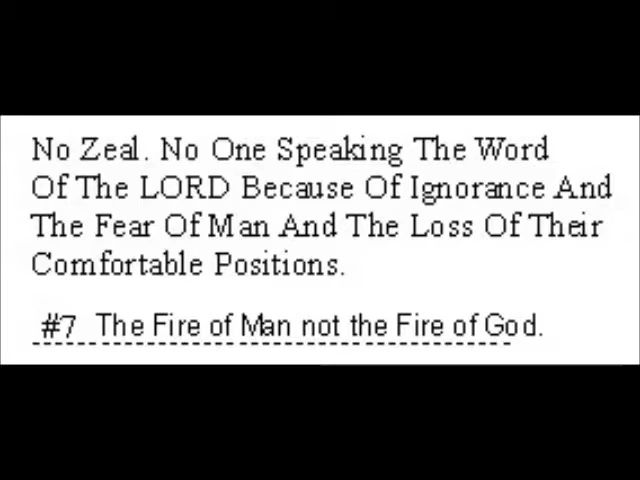 No Zeal. No One Speaking The Word
Of The LORD Because Of Ignorance And
The Fear Of Man And The Loss Of Their
Comfortable Positions.
#7 The Fire of Man not the Fire of God.